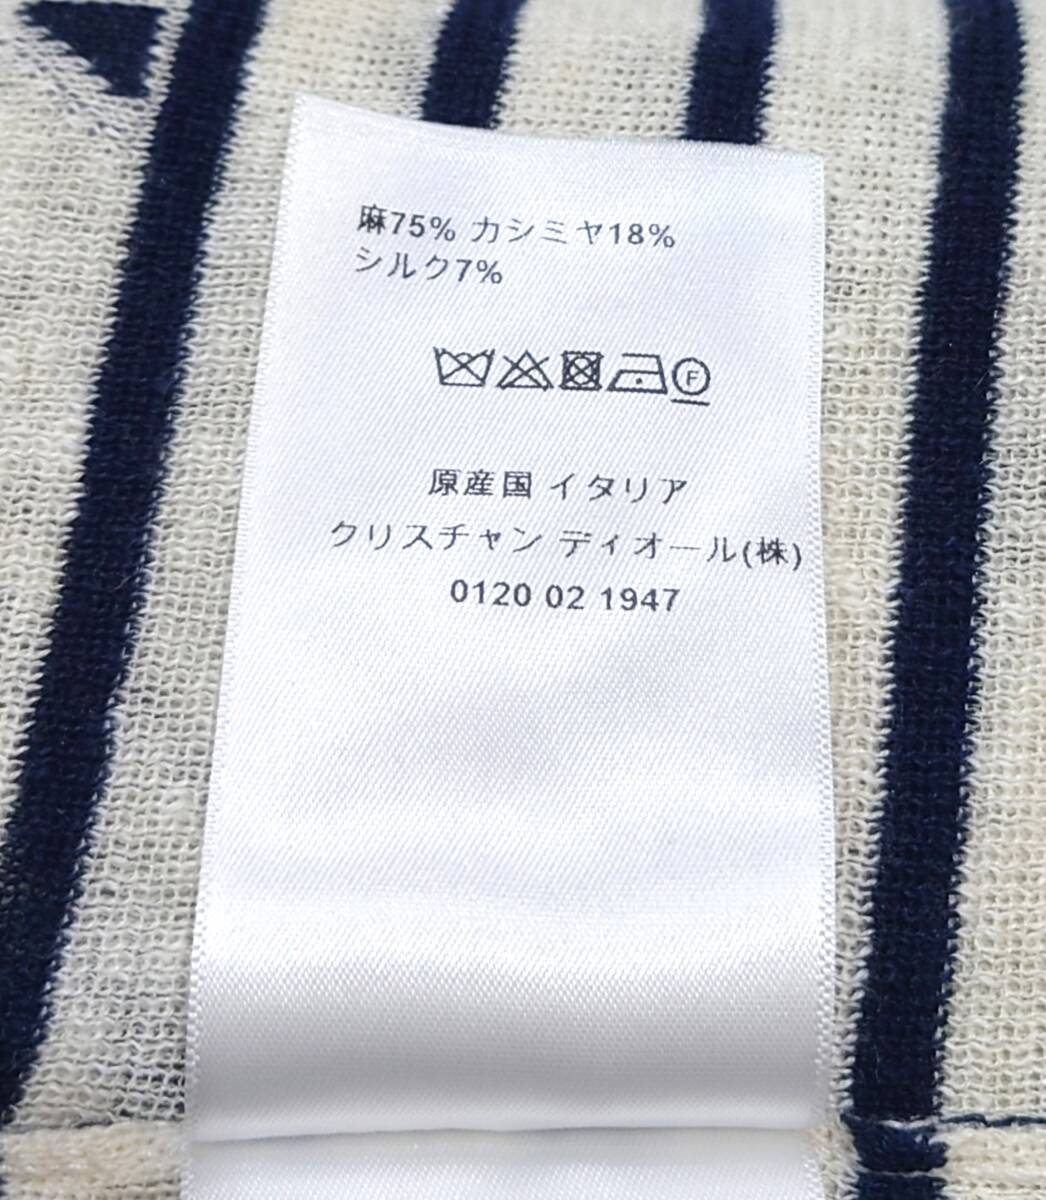 麻75% カシミヤ18%
シルク7%
F
原産国 イタリア
クリスチャン ディオール(株)
0120 02 1947